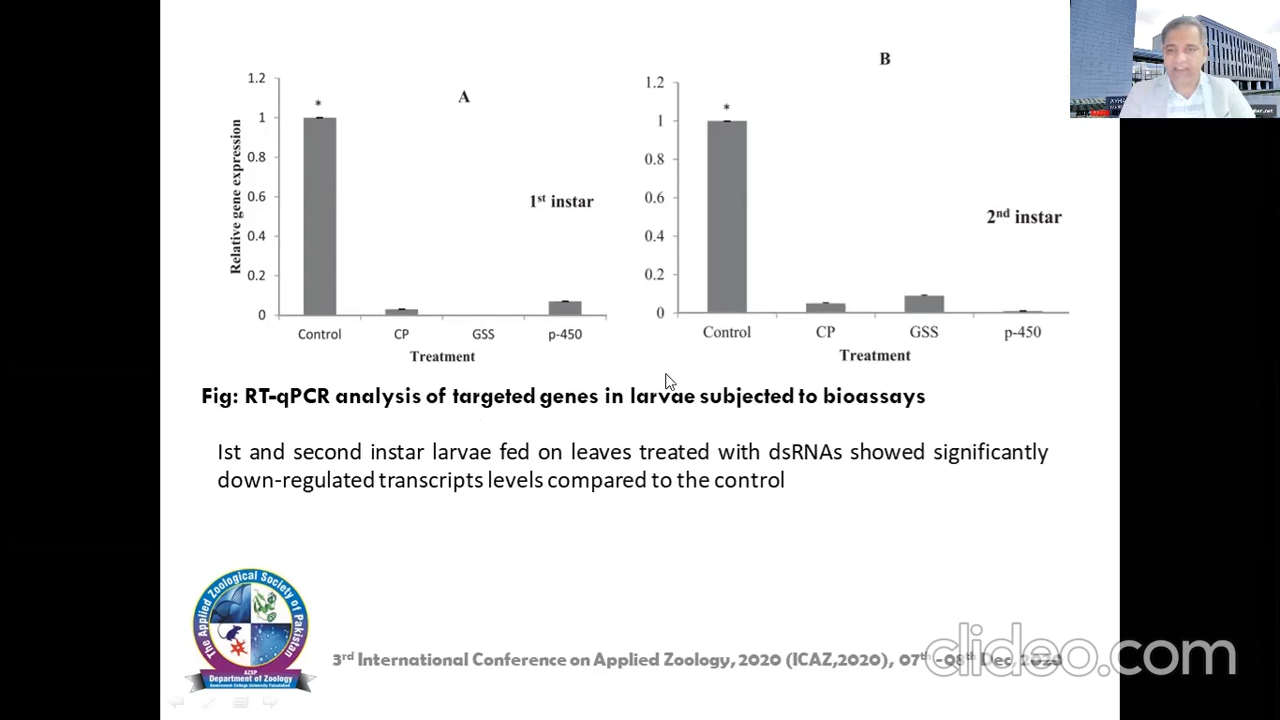 A
1.2
1
0.8
0.6
0.4
0.2
0
Relative gene expression
*
1st instar
Control CP GSS p-450
Treatment
B
1.2
1
0.8
0.6
0.4
0.2
0
*
2nd instar
Control CP GSS p-450
Treatment
Fig: RT-qPCR analysis of targeted genes in larvae subjected to bioassays
Ist and second instar larvae fed on leaves treated with dsRNAs showed significantly
down-regulated transcripts levels compared to the control
The Applied Zoological Society of Pakistan
AZSP
Department of Zoology
Government College University Faisalabad
3rd International Conference on Applied Zoology, 2020 (ICAZ,2020), 07th -08th Dec, 2020
dideo.com